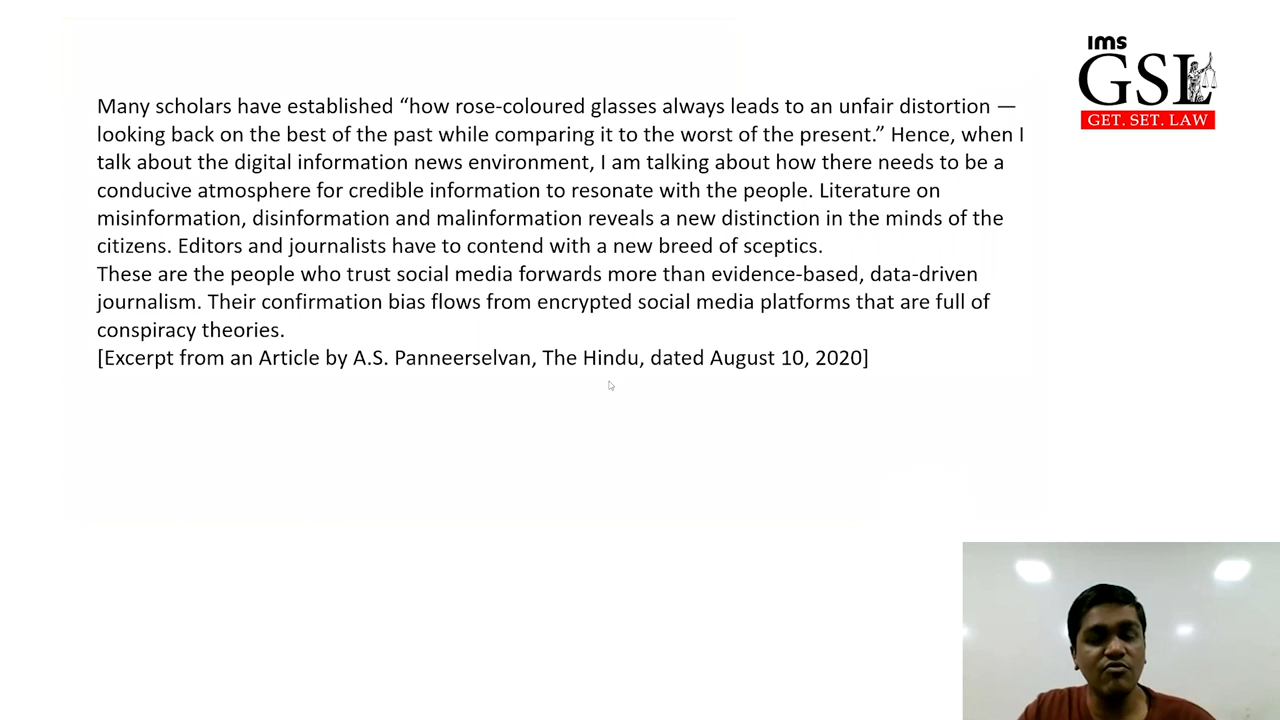 Many scholars have established “how rose-coloured glasses always leads to an unfair distortion —
looking back on the best of the past while comparing it to the worst of the present.” Hence, when I
talk about the digital information news environment, I am talking about how there needs to be a
conducive atmosphere for credible information to resonate with the people. Literature on
misinformation, disinformation and malinformation reveals a new distinction in the minds of the
citizens. Editors and journalists have to contend with a new breed of sceptics.
These are the people who trust social media forwards more than evidence-based, data-driven
journalism. Their confirmation bias flows from encrypted social media platforms that are full of
conspiracy theories.
[Excerpt from an Article by A.S. Panneerselvan, The Hindu, dated August 10, 2020]
ims
GSL
GET. SET. LAW